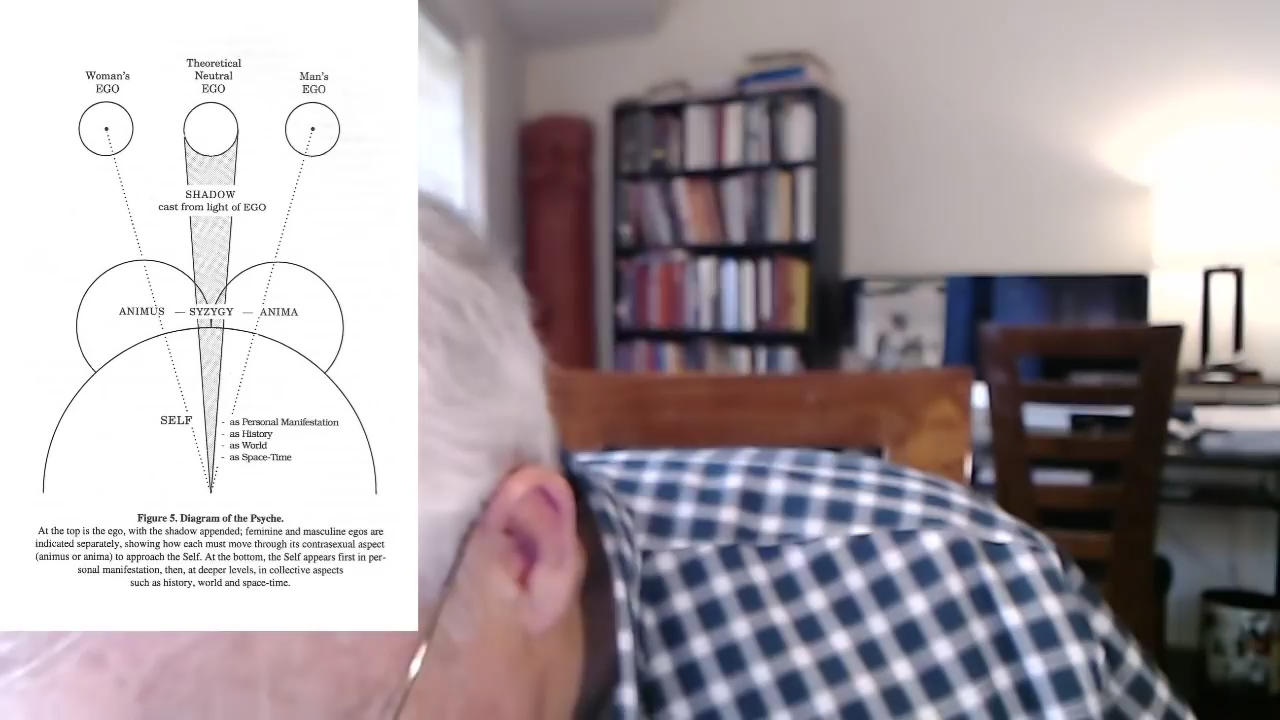 Theoretical
Woman's Neutral Man's
EGO EGO EGO
SHADOW
cast from light of EGO
ANIMUS — SYZYGY — ANIMA
SELF - as Personal Manifestation
- as History
- as World
- as Space-Time
Figure 5. Diagram of the Psyche.
At the top is the ego, with the shadow appended; feminine and masculine egos are
indicated separately, showing how each must move through its contrasexual aspect
(animus or anima) to approach the Self. At the bottom, the Self appears first in per-
sonal manifestation, then, at deeper levels, in collective aspects
such as history, world and space-time.